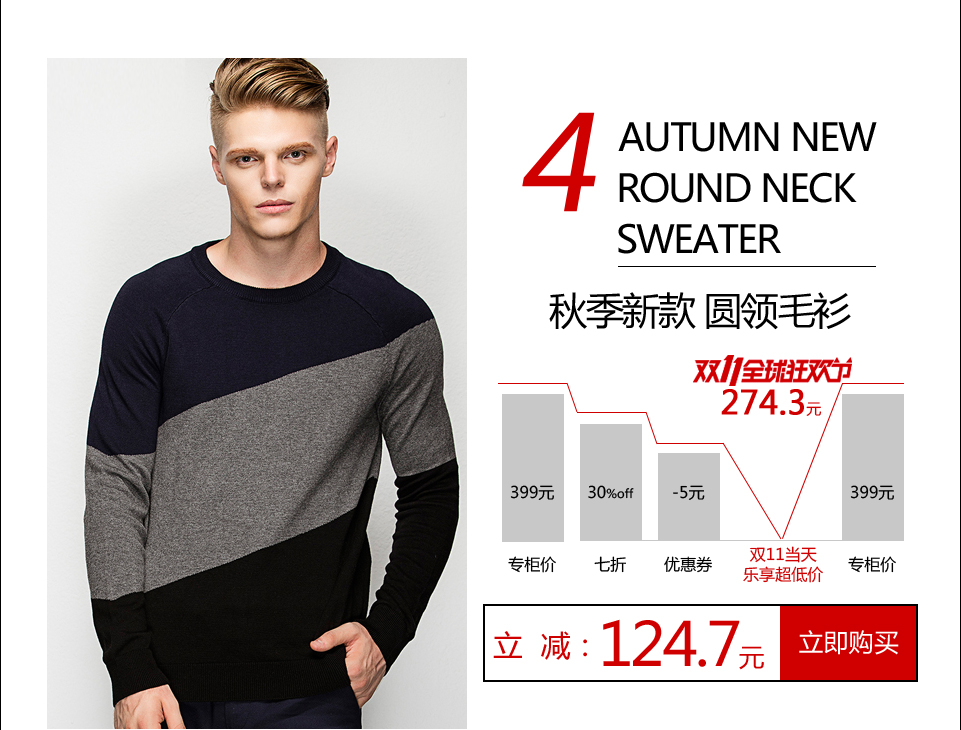 4
AUTUMN NEW
ROUND NECK
SWEATER
秋季新款 圆领毛衫
双11全球狂欢节
274.3元
399元
30%off
-5元
399元
专柜价
七折
优惠券
双11当天
乐享超低价
专柜价
立 减：124.7元
立即购买